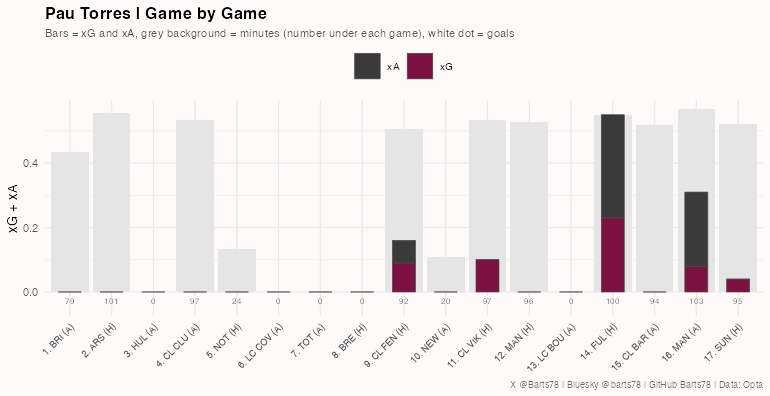 Pau Torres | Game by Game
Bars = xG and xA, grey background = minutes (number under each game), white dot = goals
xA xG
xG + xA
0.4
0.2
0.0
79 101 0 97 24 0 0 0 92 20 97 96 0 100 94 103 95
1. BRI (A)
2. ARS (H)
3. HUL (A)
4. CL CLU (A)
5. NOT (H)
6. LC COV (A)
7. TOT (A)
8. BRE (H)
9. CL FEN (H)
10. NEW (A)
11. CL VIK (H)
12. MAN (H)
13. LC BOU (A)
14. FUL (H)
15. CL BAR (A)
16. MAN (A)
17. SUN (H)
X @Barts78 | Bluesky @barts78 | GitHub Barts78 | Data: Opta